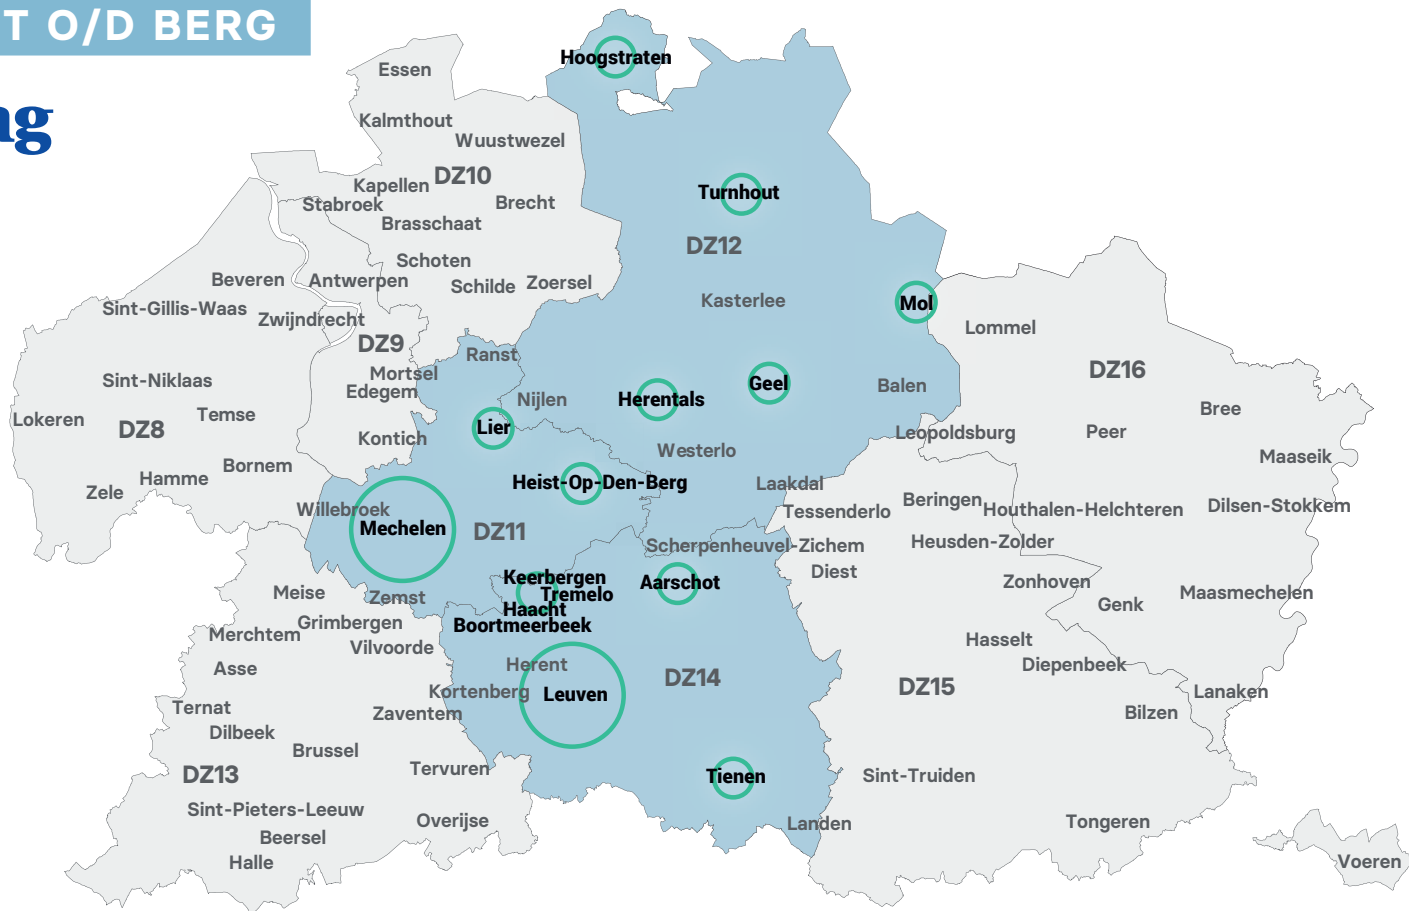 T O/D BERG
ag
Hoogstraten
Essen
Kalmthout
Wuustwezel
DZ10
Kapellen
Stabroek
Brecht
Brasschaat
Turnhout
DZ12
Schoten
Beveren
Antwerpen
Schilde
Zoersel
Kasterlee
Mol
Sint-Gillis-Waas
Zwijndrecht
Lommel
DZ9
Ranst
Mortsel
DZ16
Sint-Niklaas
Edegem
Nijlen
Herentals
Geel
Balen
Bree
Lokeren
Temse
DZ8
Lier
Kontich
Leopoldsburg
Peer
Westerlo
Maaseik
Bornem
Hamme
Zele
Heist-Op-Den-Berg
Laakdal
Willebroek
Mechelen
DZ11
Tessenderlo
Beringen
Houthalen-Helchteren
Dilsen-Stokkem
Scherpenheuvel-Zichem
Heusden-Zolder
Diest
Keerbergen
Tremelo
Haacht
Boortmeerbeek
Aarschot
Zonhoven
Meise
Zemst
Genk
Maasmechelen
Grimbergen
Merchtem
Vilvoorde
Hasselt
Asse
Herent
Diepenbeek
DZ14
DZ15
Kortenberg
Leuven
Lanaken
Ternat
Zaventem
Bilzen
Dilbeek
Brussel
DZ13
Tervuren
Tienen
Sint-Truiden
Sint-Pieters-Leeuw
Overijse
Landen
Tongeren
Beersel
Halle
Voeren